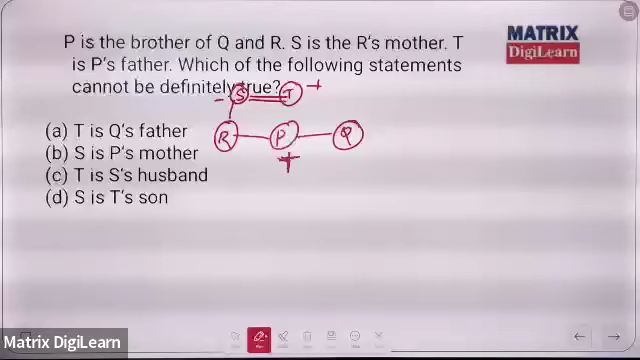 P is the brother of Q and R. S is the R's mother. T
MATRIX
DigiLearn
is P's father. Which of the following statements
cannot be definitely true?
- S T +
(a) T is Q's father
R P Q
(b) S is P's mother
+
(c) T is S's husband
(d) S is T's son
Matrix DigiLearn